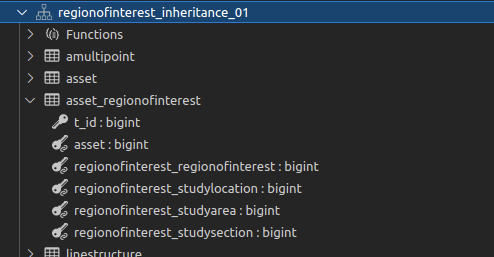 regionofinterest_inheritance_01
Functions
amultipoint
asset
asset_regionofinterest
t_id : bigint
asset : bigint
regionofinterest_regionofinterest : bigint
regionofinterest_studylocation : bigint
regionofinterest_studyarea : bigint
regionofinterest_studysection : bigint
linestructure